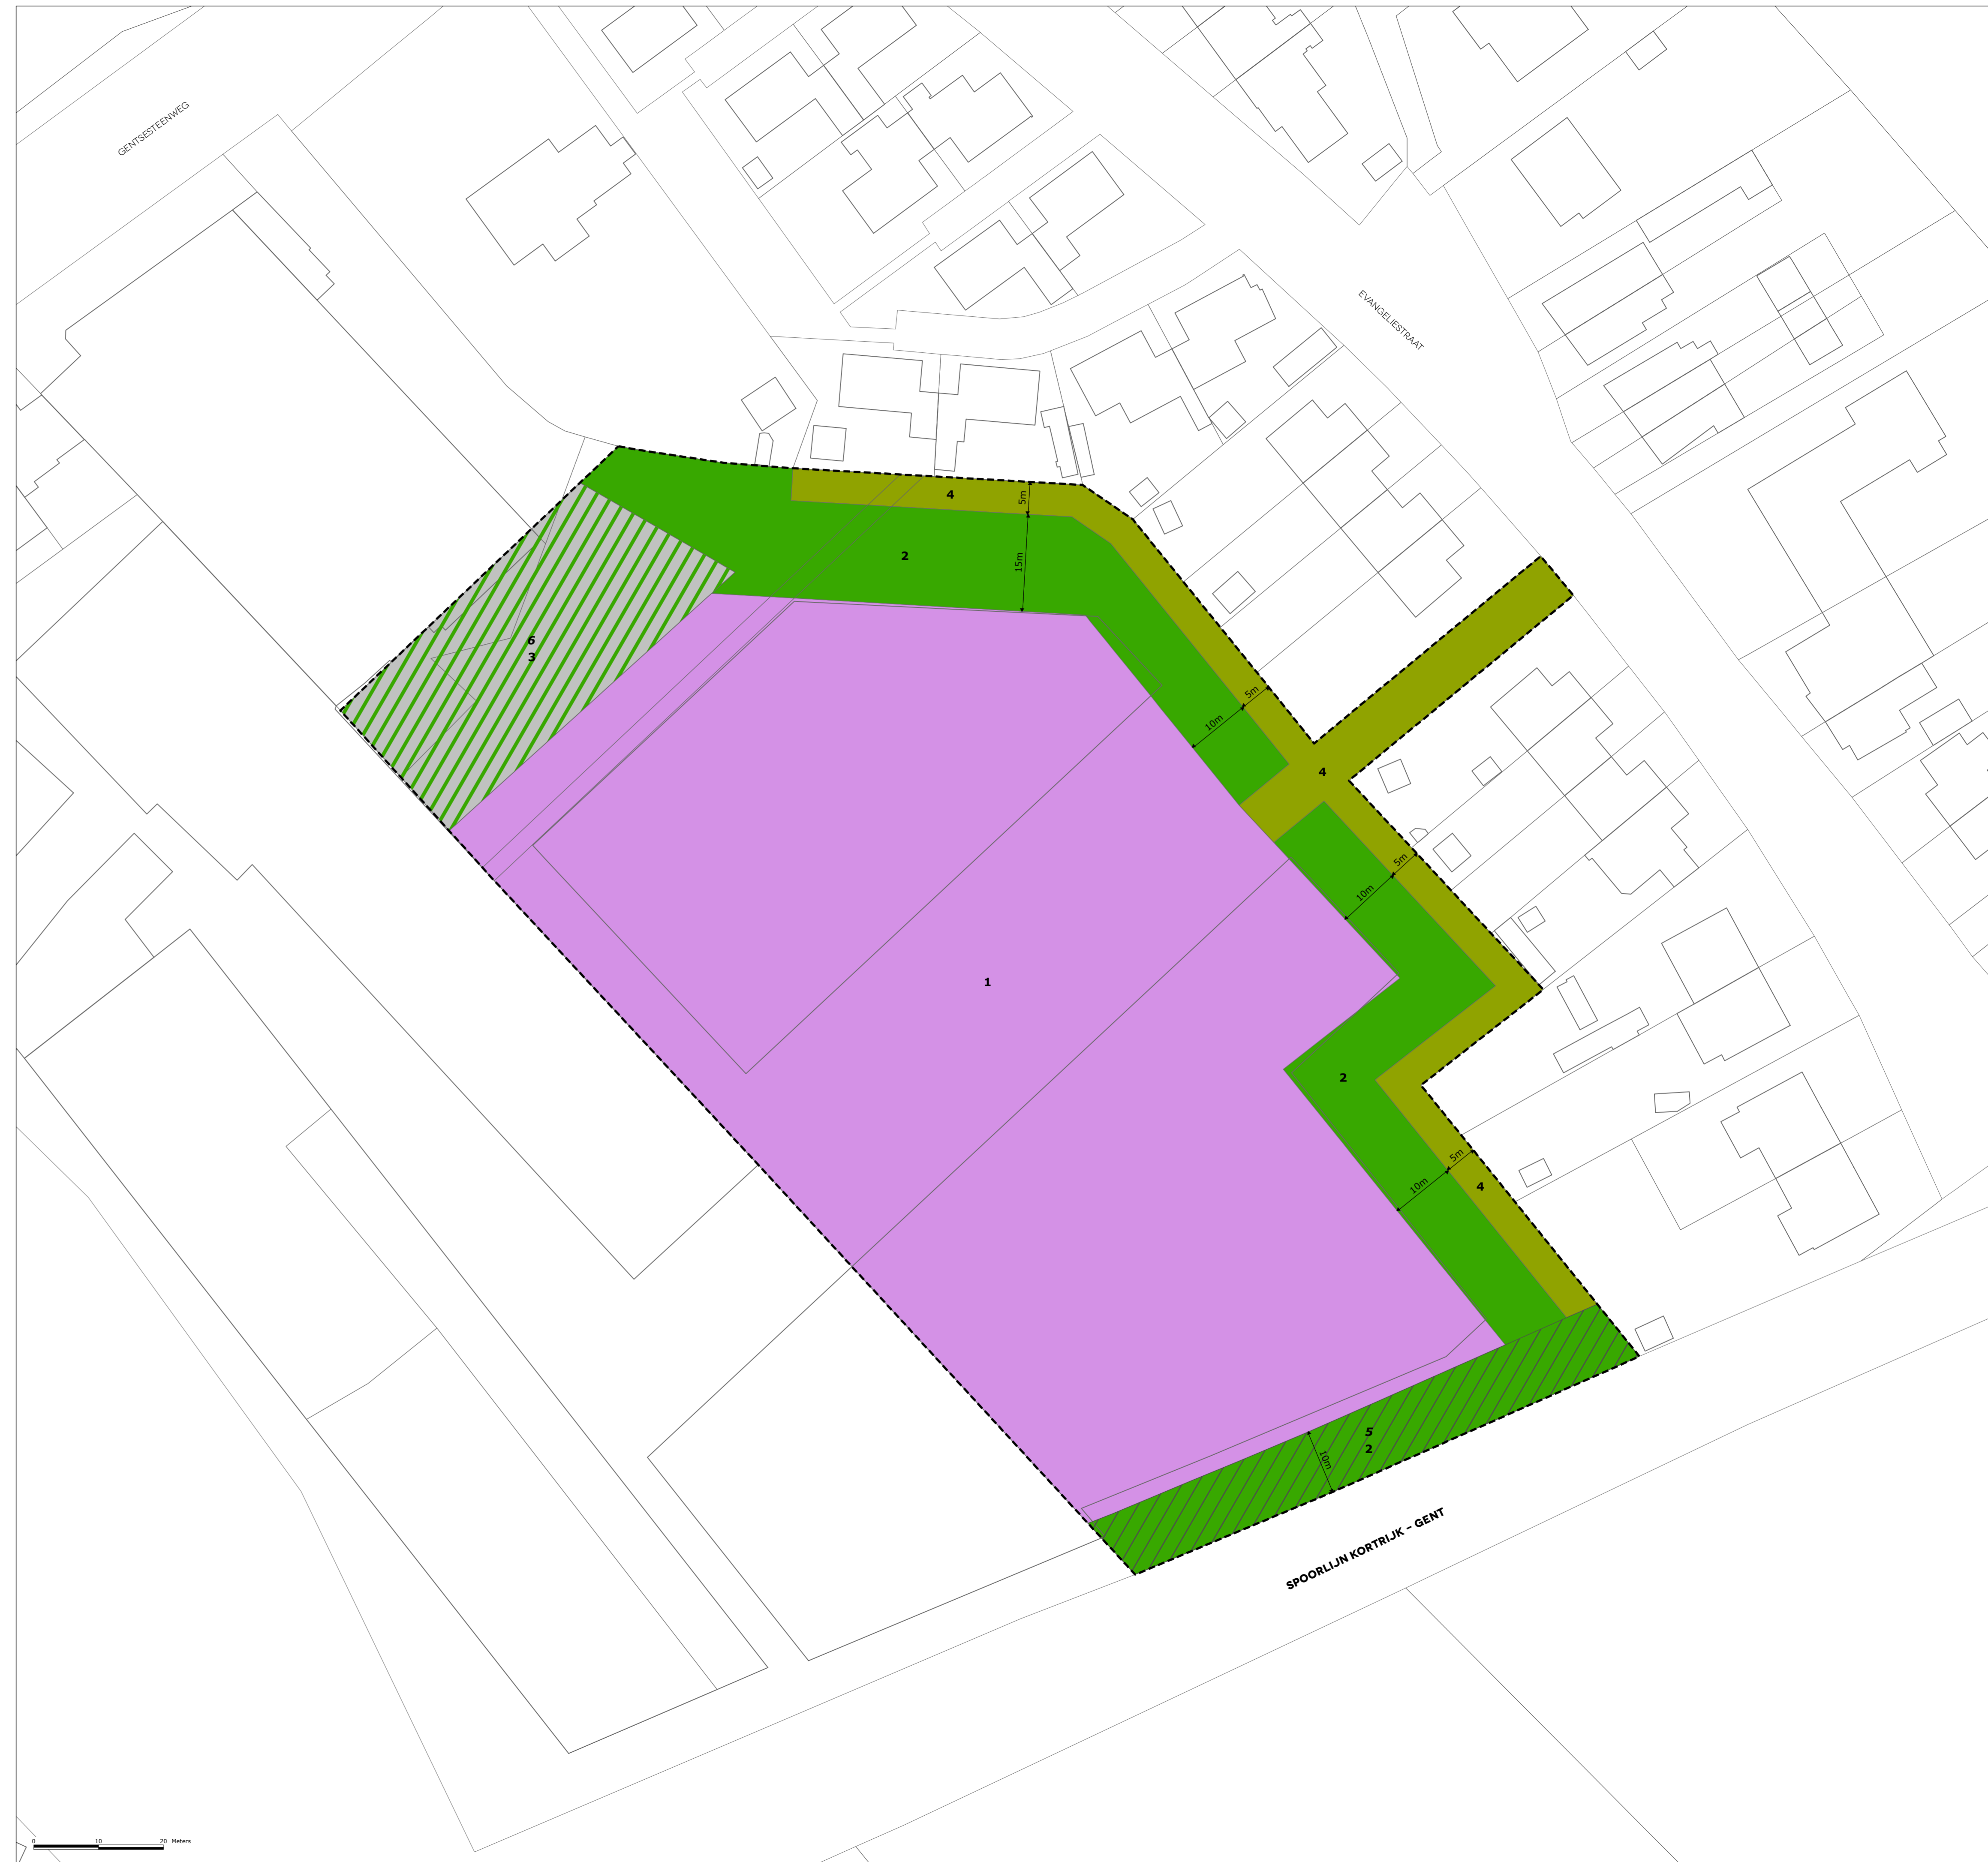 GENTSESTEENWEG
EVANGELIESTRAAT
4
5m
2
15m
6
3
5m
10m
4
5m
10m
1
2
5m
10m
4
5
2
10m
SPOORLIJN KORTRIJK - GENT
0 10 20 Meters